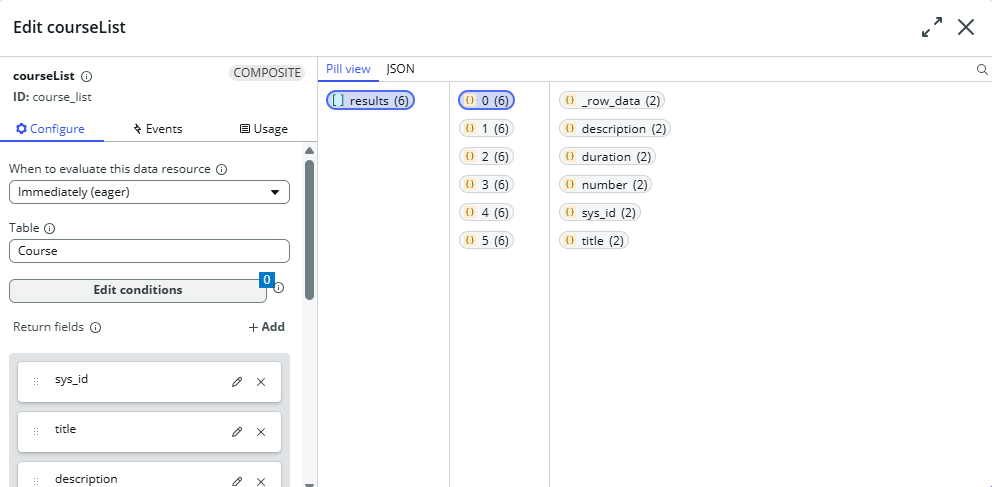 Edit courseList
courseList
COMPOSITE
ID: course_list
Configure
Events
Usage
When to evaluate this data resource
Immediately (eager)
Table
Course
Edit conditions
0
Return fields
+ Add
sys_id
title
description
Pill view
JSON
[ ] results (6)
{} 0 (6)
{} 1 (6)
{} 2 (6)
{} 3 (6)
{} 4 (6)
{} 5 (6)
{} _row_data (2)
{} description (2)
{} duration (2)
{} number (2)
{} sys_id (2)
{} title (2)